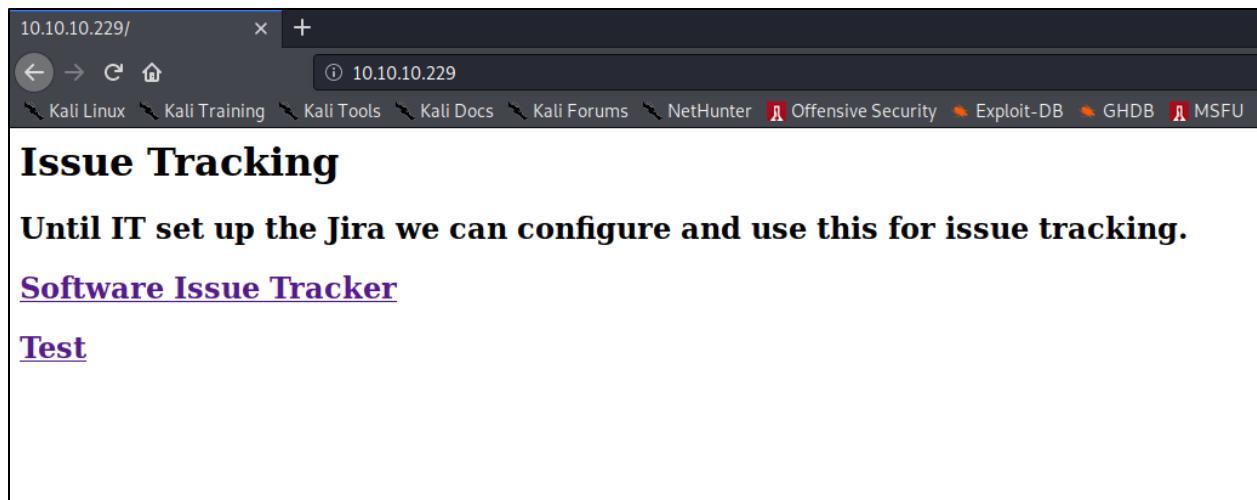 10.10.10.229/
10.10.10.229
Kali Linux Kali Training Kali Tools Kali Docs Kali Forums NetHunter Offensive Security Exploit-DB GHDB MSFU
Issue Tracking
Until IT set up the Jira we can configure and use this for issue tracking.
Software Issue Tracker
Test